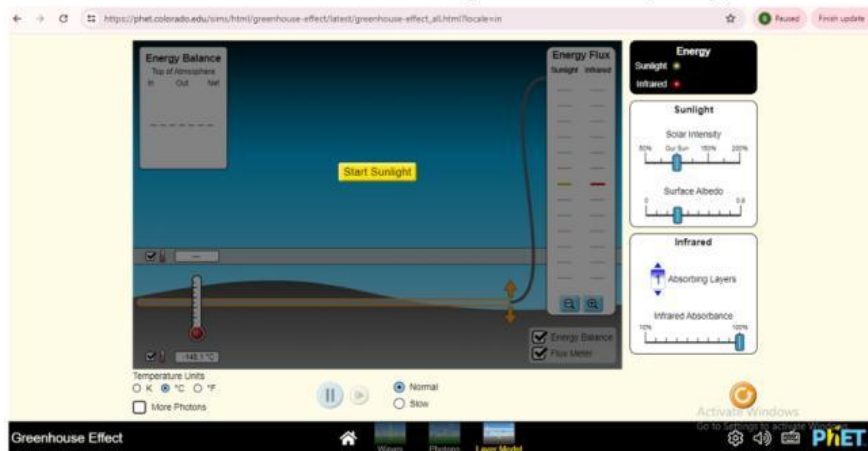 https://phet.colorado.edu/sims/html/greenhouse-effect/latest/greenhouse-effect_all.html?locale=in
Paused
Finish update
Energy Balance
Top of Atmosphere
In Out Net
Energy Flux
Sunlight Infrared
Start Sunlight
-148,1 °C
Energy Balance
Flux Meter
Energy
Sunlight
Infrared
Sunlight
Solar Intensity
50% Our Sun 150% 200%
Surface Albedo
0
Infrared
1 Absorbing Layers
Infrared Absorbance
10% 100%
Temperature Units
K °C °F
More Photons
Normal
Slow
Activate Windows
Go to Settings to activate Windows.
Greenhouse Effect
Waves Photons Layer Model
PhET